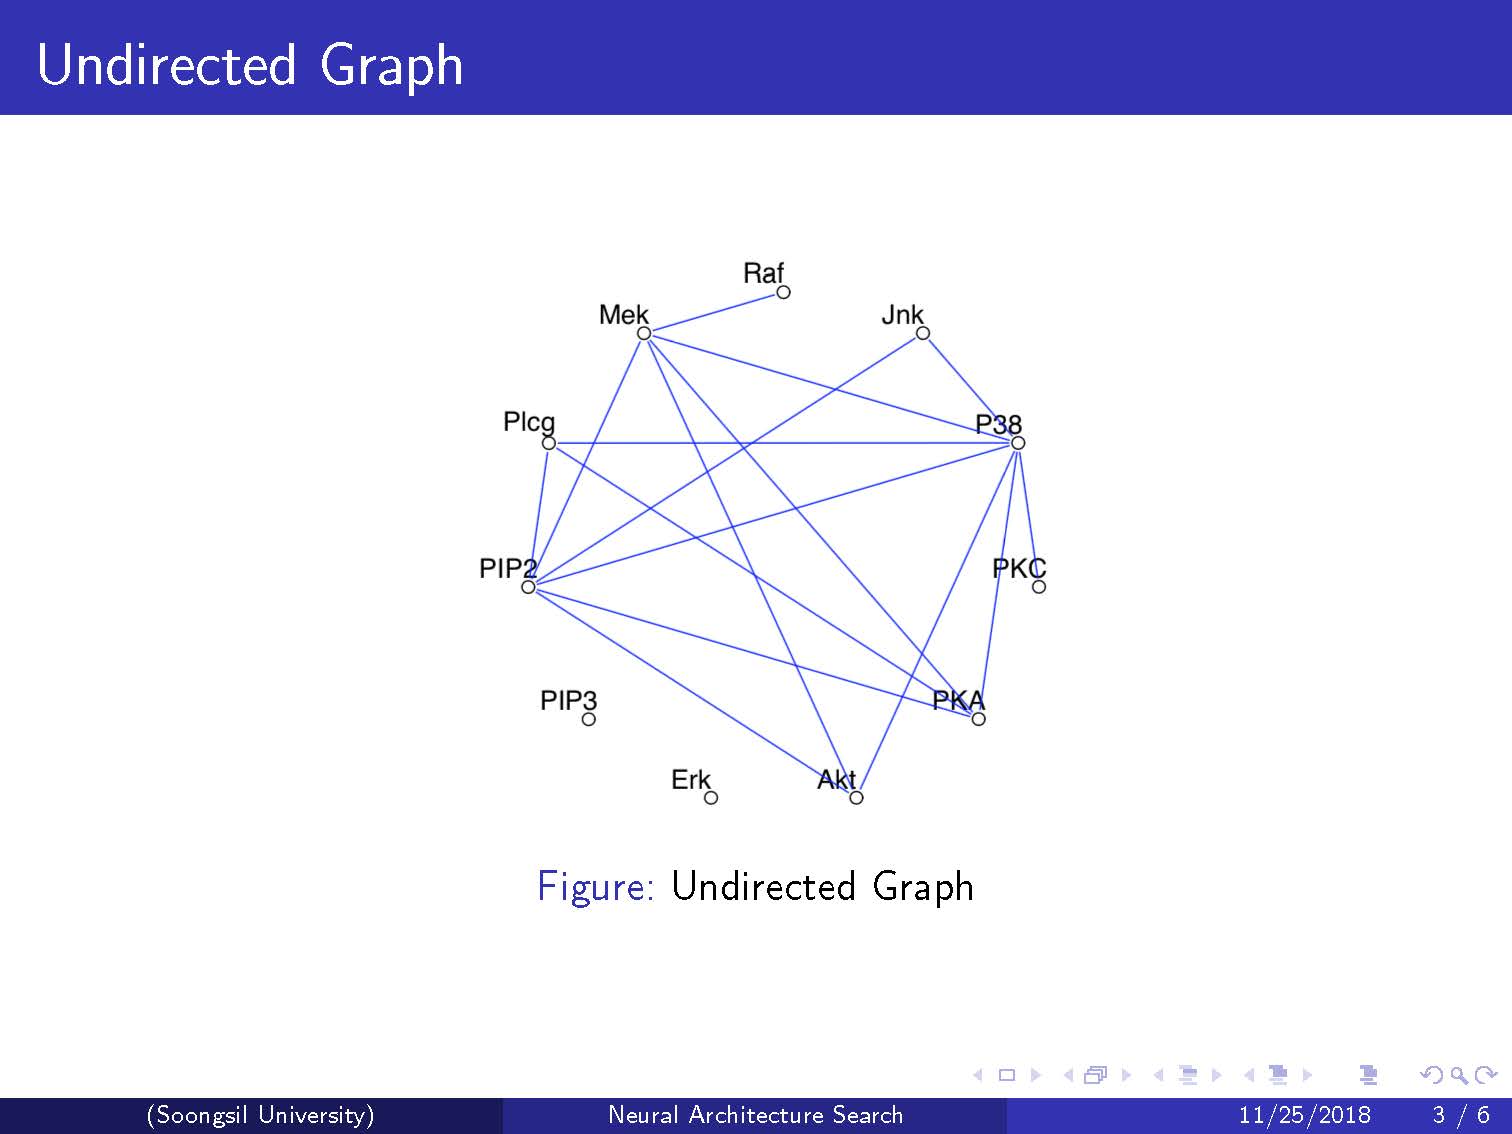 Undirected Graph
Raf
Mek
Jnk
Plcg
P38
PIP2
PKC
PIP3
PKA
Erk
Akt
Figure: Undirected Graph
(Soongsil University)
Neural Architecture Search
11/25/2018
3 / 6